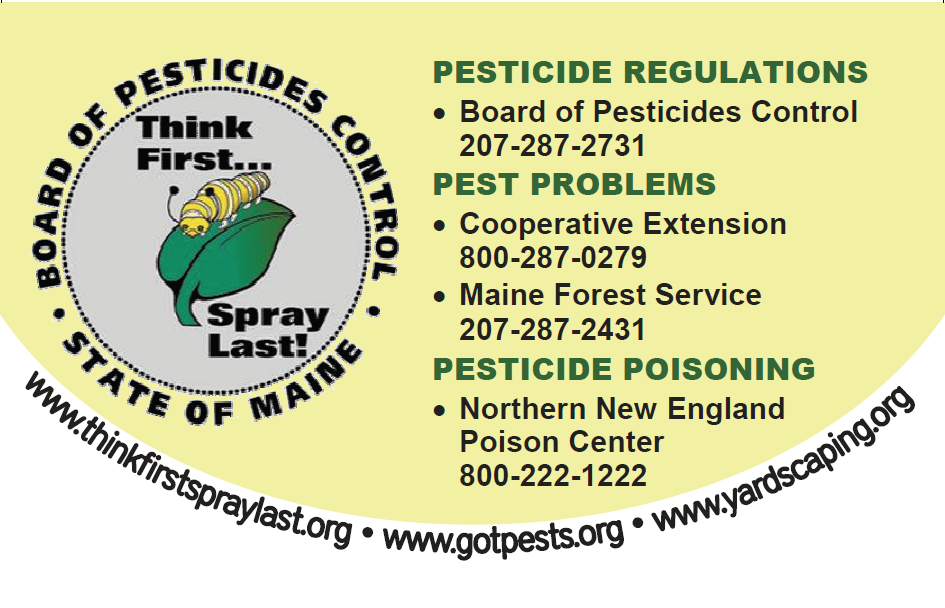 BOARD OF PESTICIDES CONTROL
Think
First...
Spray
Last!
• STATE OF MAINE •
PESTICIDE REGULATIONS
• Board of Pesticides Control
207-287-2731
PEST PROBLEMS
• Cooperative Extension
800-287-0279
• Maine Forest Service
207-287-2431
PESTICIDE POISONING
• Northern New England
Poison Center
800-222-1222
www.thinkfirstspraylast.org • www.gotpests.org • www.yardscaping.org